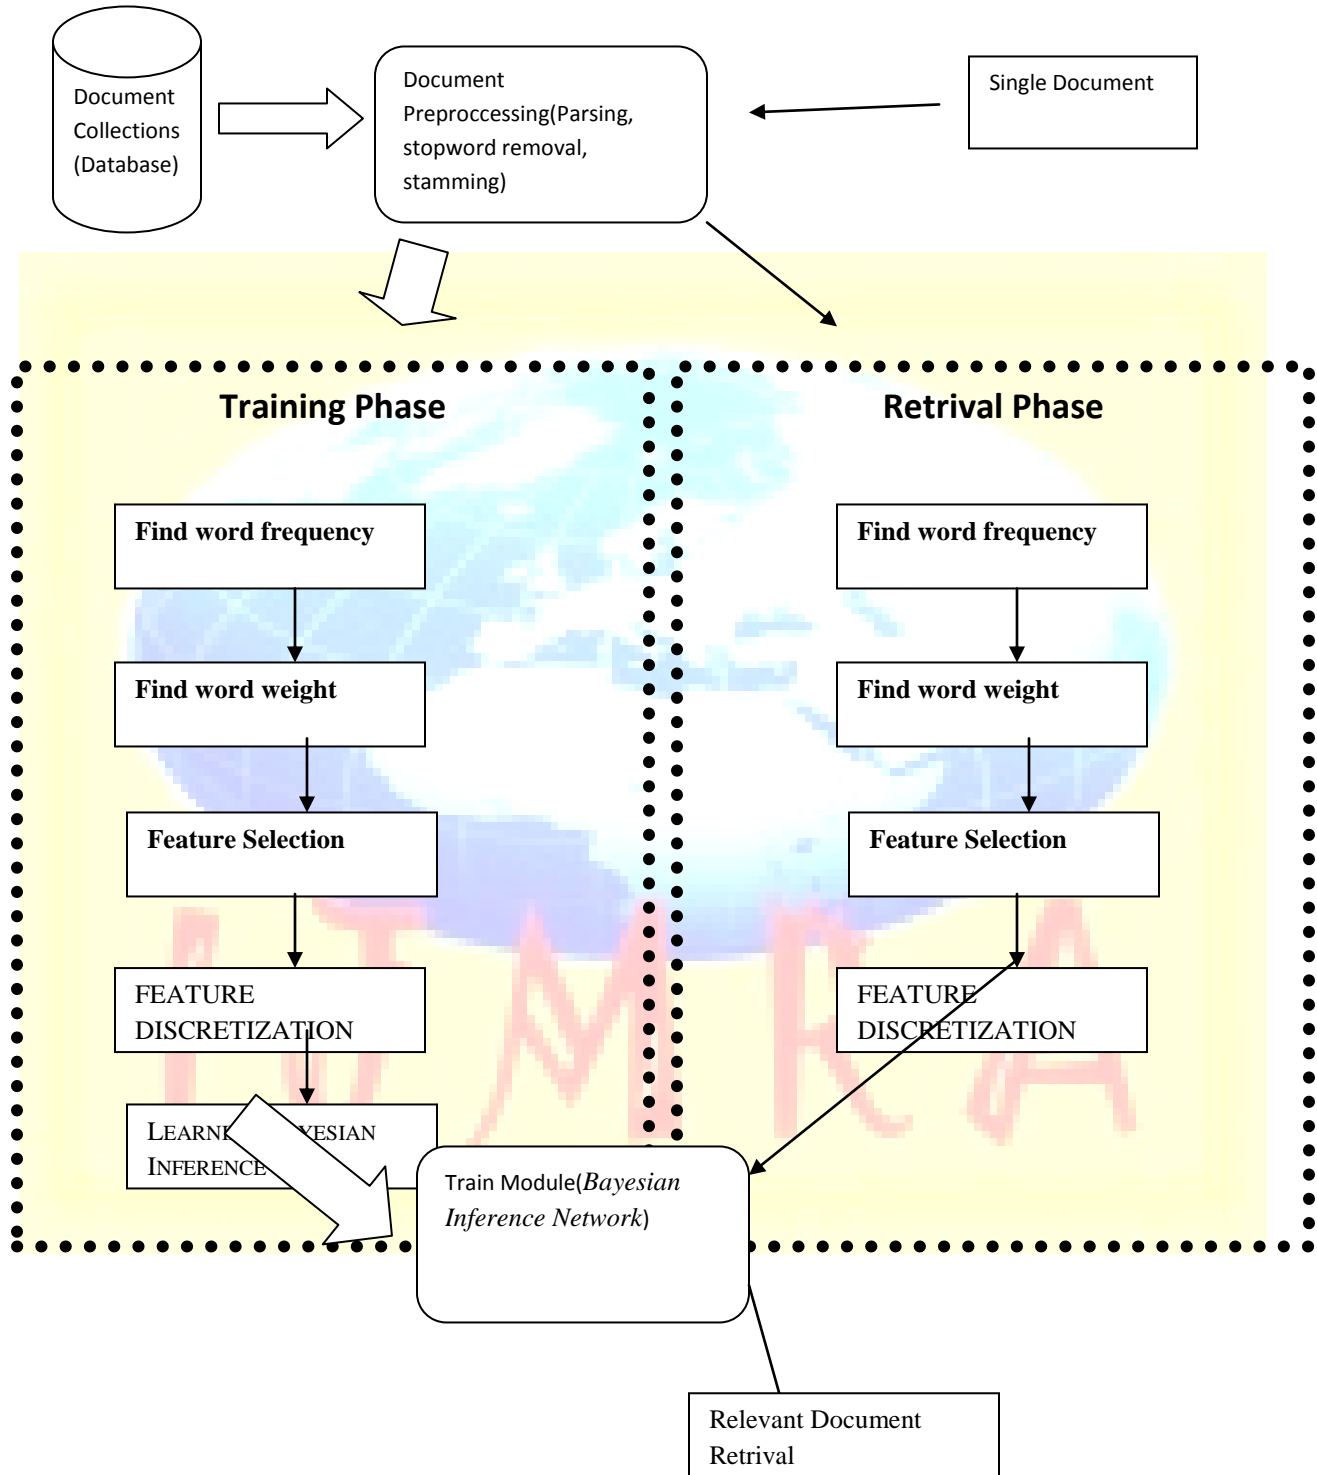 Document
Collections
(Database)
Document
Preproccessing(Parsing,
stopword removal,
stamming)
Single Document
Training Phase
Find word frequency
Find word weight
Feature Selection
FEATURE
DISCRETIZATION
INFERENCE
Retrival Phase
Find word frequency
Find word weight
Feature Selection
FEATURE
DISCRETIZATION
Train Module(Bayesian
Inference Network)
Relevant Document
Retrival
IJMRA